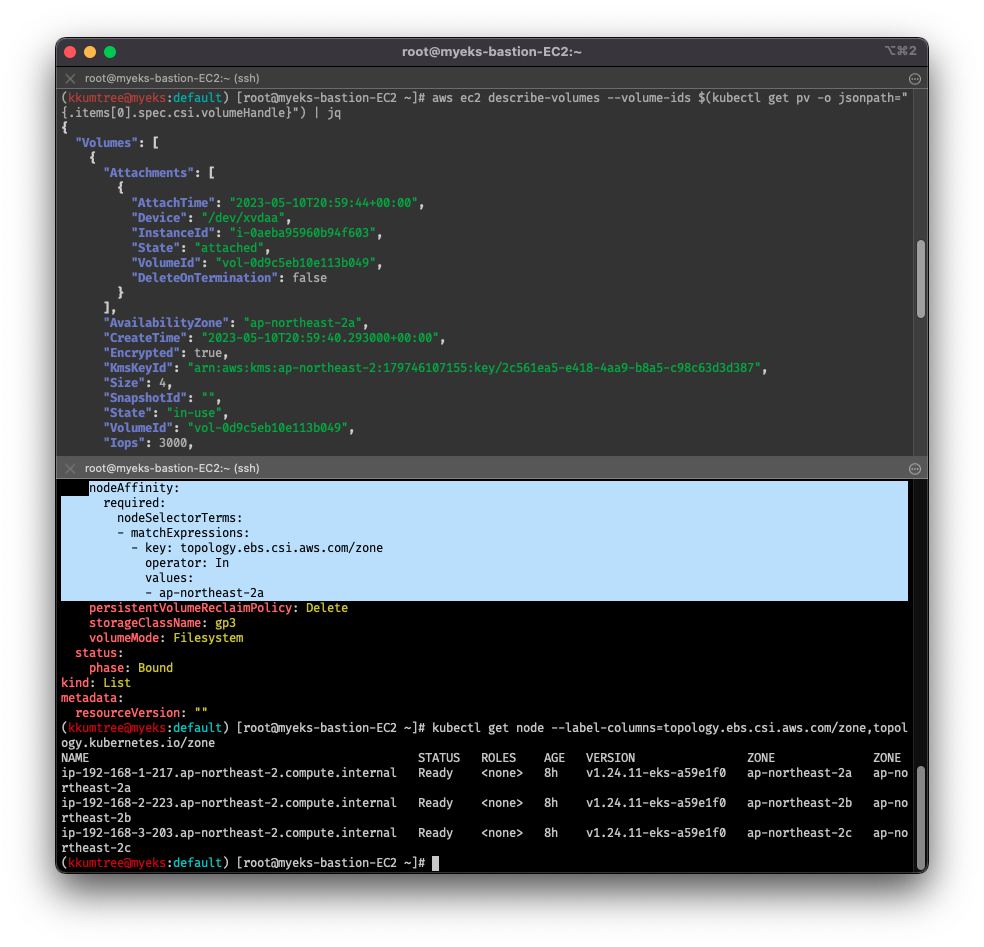 root@myeks-bastion-EC2:~
⌥⌘2
root@myeks-bastion-EC2:~ (ssh)
(kkumtree@myeks:default) [root@myeks-bastion-EC2 ~]# aws ec2 describe-volumes --volume-ids $(kubectl get pv -o jsonpath="
{.items[0].spec.csi.volumeHandle}") | jq
{
  "Volumes": [
    {
      "Attachments": [
        {
          "AttachTime": "2023-05-10T20:59:44+00:00",
          "Device": "/dev/xvdaa",
          "InstanceId": "i-0aeba95960b94f603",
          "State": "attached",
          "VolumeId": "vol-0d9c5eb10e113b049",
          "DeleteOnTermination": false
        }
      ],
      "AvailabilityZone": "ap-northeast-2a",
      "CreateTime": "2023-05-10T20:59:40.293000+00:00",
      "Encrypted": true,
      "KmsKeyId": "arn:aws:kms:ap-northeast-2:179746107155:key/2c561ea5-e418-4aa9-b8a5-c98c63d3d387",
      "Size": 4,
      "SnapshotId": "",
      "State": "in-use",
      "VolumeId": "vol-0d9c5eb10e113b049",
      "Iops": 3000,
root@myeks-bastion-EC2:~ (ssh)
    nodeAffinity:
      required:
        nodeSelectorTerms:
        - matchExpressions:
          - key: topology.ebs.csi.aws.com/zone
            operator: In
            values:
            - ap-northeast-2a
    persistentVolumeReclaimPolicy: Delete
    storageClassName: gp3
    volumeMode: Filesystem
  status:
    phase: Bound
kind: List
metadata:
  resourceVersion: ""
(kkumtree@myeks:default) [root@myeks-bastion-EC2 ~]# kubectl get node --label-columns=topology.ebs.csi.aws.com/zone,topol
ogy.kubernetes.io/zone
NAME                                               STATUS   ROLES    AGE   VERSION                ZONE              ZONE
ip-192-168-1-217.ap-northeast-2.compute.internal   Ready    <none>   8h    v1.24.11-eks-a59e1f0   ap-northeast-2a   ap-no
rtheast-2a
ip-192-168-2-223.ap-northeast-2.compute.internal   Ready    <none>   8h    v1.24.11-eks-a59e1f0   ap-northeast-2b   ap-no
rtheast-2b
ip-192-168-3-203.ap-northeast-2.compute.internal   Ready    <none>   8h    v1.24.11-eks-a59e1f0   ap-northeast-2c   ap-no
rtheast-2c
(kkumtree@myeks:default) [root@myeks-bastion-EC2 ~]#